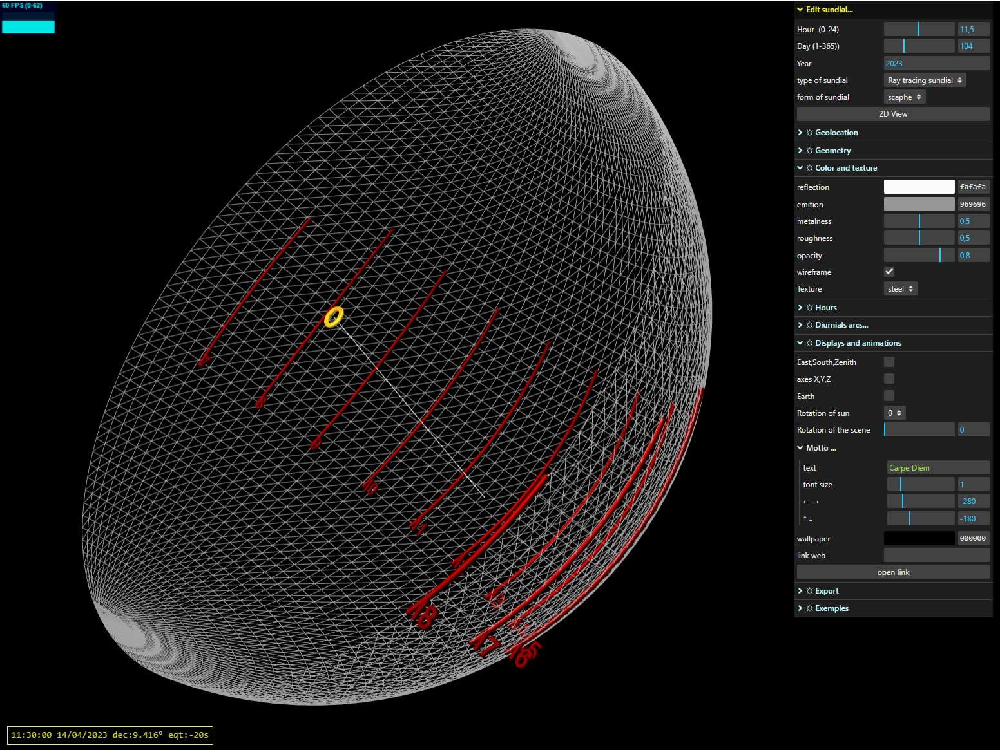 60 FPS (0-62)
Edit sundial...
Hour (0-24) 11,5
Day (1-365)) 104
Year 2023
type of sundial Ray tracing sundial
form of sundial scaphe
2D View
Geolocation
Geometry
Color and texture
reflection fafafa
emition 969696
metalness 0,5
roughness 0,5
opacity 0,8
wireframe
Texture steel
Hours
Diurnials arcs...
Displays and animations
East,South,Zenith
axes X,Y,Z
Earth
Rotation of sun 0
Rotation of the scene 0
Motto ...
text Carpe Diem
font size 1
←→ -280
↑↓ -180
wallpaper 000000
link web
open link
Export
Exemples
7
8
9
10
11
18
17
16
11:30:00 14/04/2023 dec:9.416° eqt:-20s